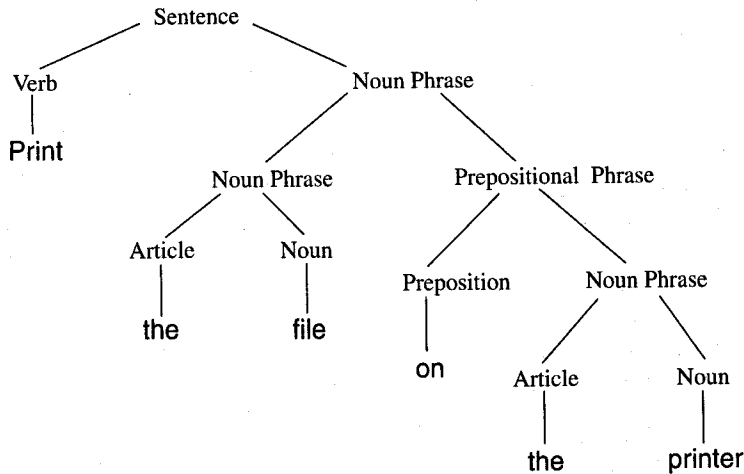 Sentence
Verb
Noun Phrase
Print
Noun Phrase
Prepositional Phrase
Article
Noun
Preposition
Noun Phrase
the
file
on
Article
Noun
the
printer